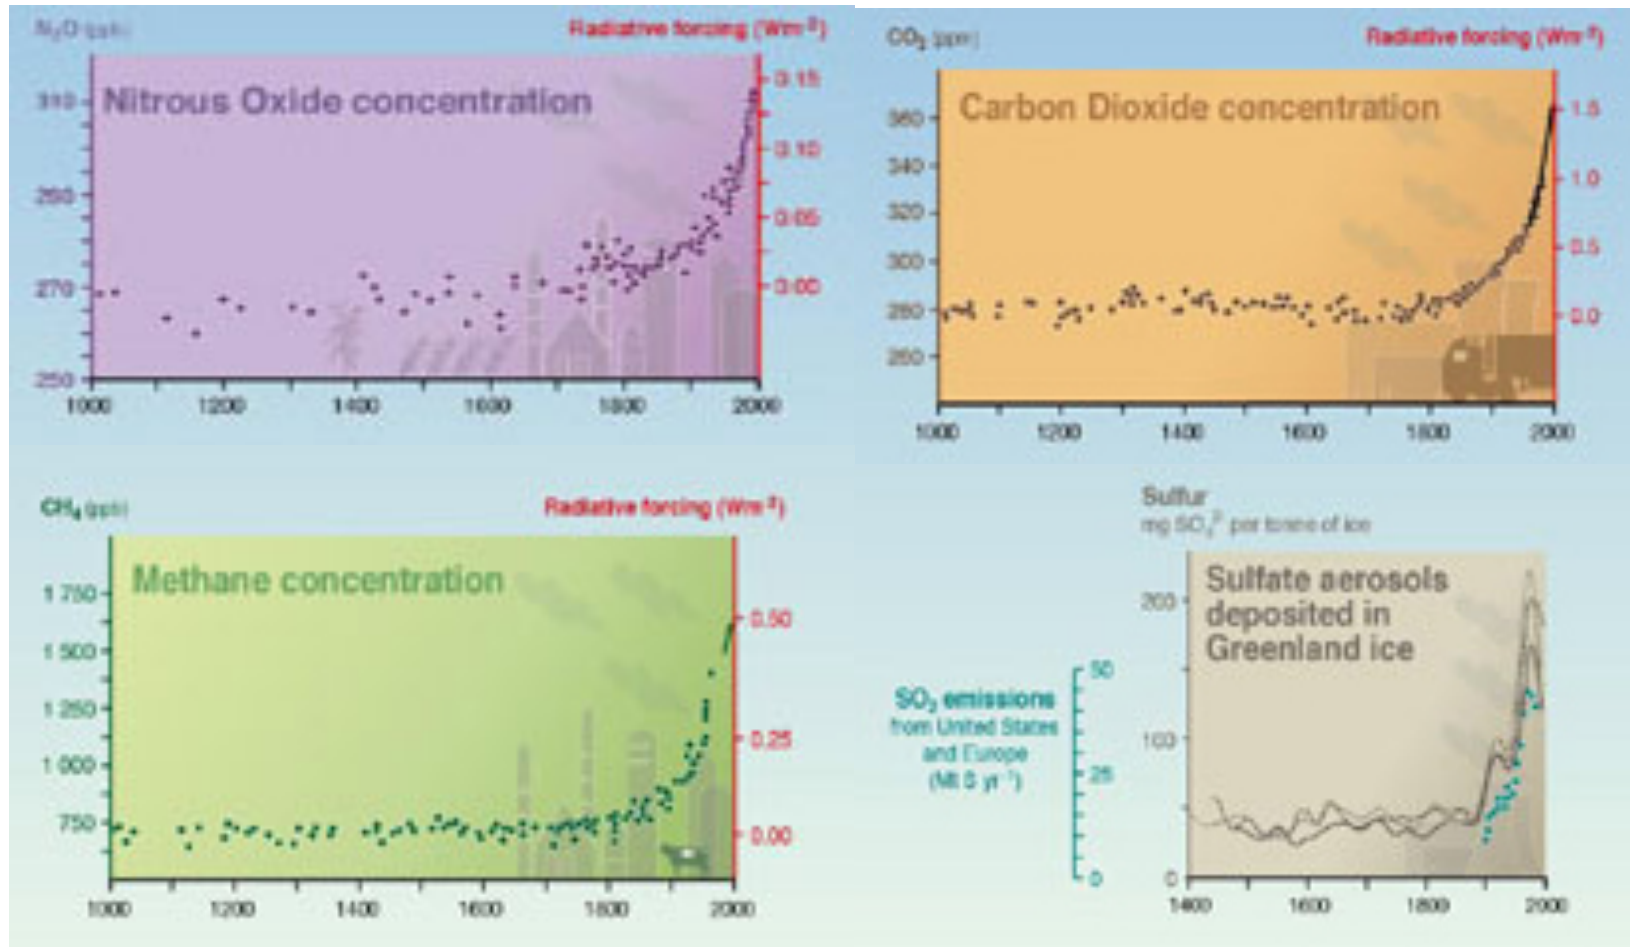 N₂O (ppb)
Radiative forcing (Wm⁻²)
Nitrous Oxide concentration
310
290
270
250
0.15
0.10
0.05
0.00
1000 1200 1400 1600 1800 2000
CO₂ (ppm)
Radiative forcing (Wm⁻²)
Carbon Dioxide concentration
360
340
320
300
280
260
1.5
1.0
0.5
0.0
1000 1200 1400 1600 1800 2000
CH₄ (ppb)
Radiative forcing (Wm⁻²)
Methane concentration
1 750
1 500
1 250
1 000
750
0.50
0.25
0.00
1000 1200 1400 1600 1800 2000
Sulfur
mg SO₄²⁻ per tonne of ice
Sulfate aerosols
deposited in
Greenland ice
200
100
0
SO₂ emissions
from United States
and Europe
(Mt S yr⁻¹)
50
25
0
1400 1600 1800 2000